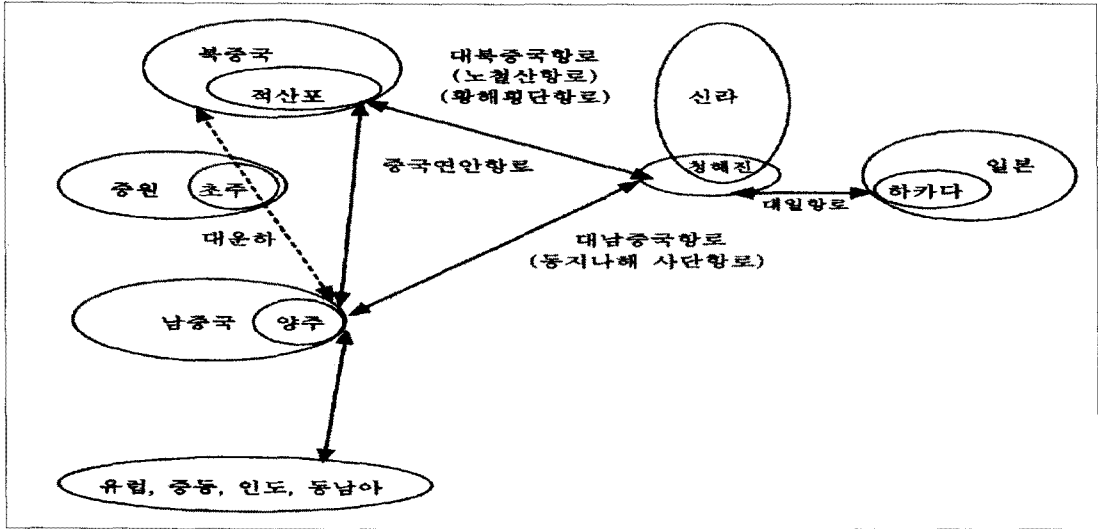 북중국
적산포
대북중국항로
(노철산항로)
(황해횡단항로)
신라
중국연안항로
청해진
일본
하카다
중원
초주
대일항로
대운하
대남중국항로
(동지나해 사단항로)
남중국
양주
유럽, 중동, 인도, 동남아